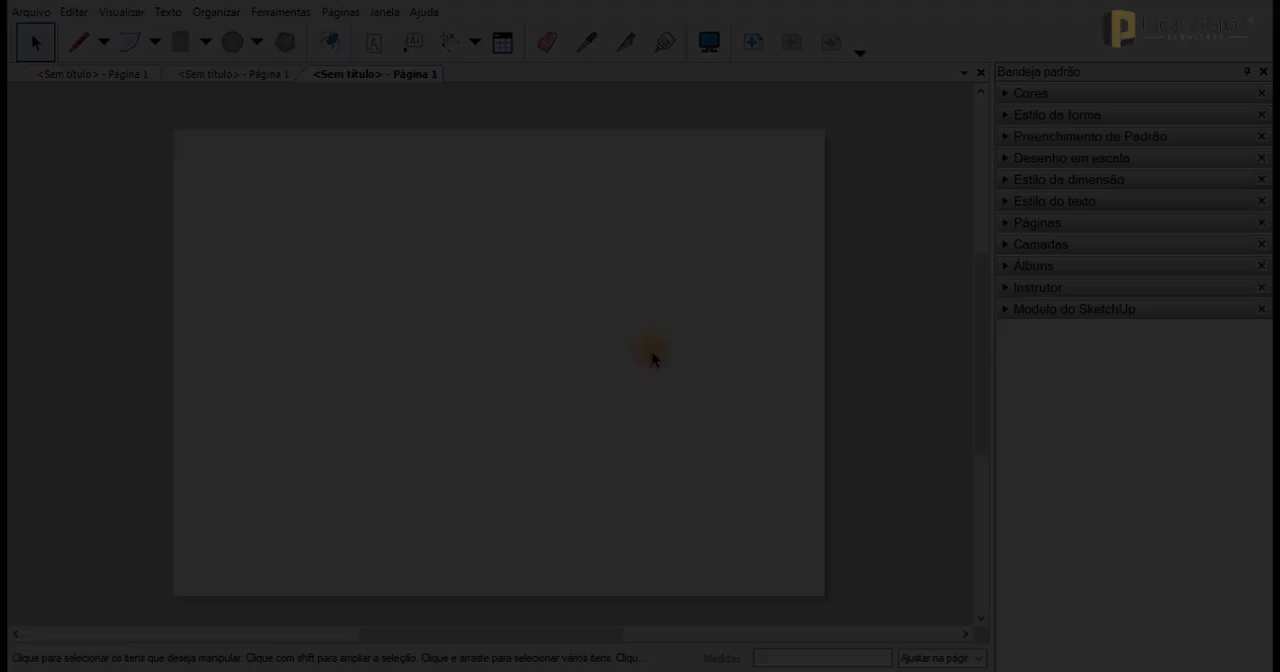 Arquivo Editar Visualizar Texto Organizar Ferramentas Páginas Janela Ajuda
<Sem título> - Página 1 <Sem título> - Página 1 <Sem título> - Página 1
Bandeja padrão
Cores
Estilo da forma
Preenchimento de Padrão
Desenho em escala
Estilo da dimensão
Estilo do texto
Páginas
Camadas
Álbuns
Instrutor
Modelo do SketchUp
Clique para selecionar os itens que deseja manipular. Clique com shift para ampliar a seleção. Clique e arraste para selecionar vários itens. Cliqu... Medidas Ajustar na págir